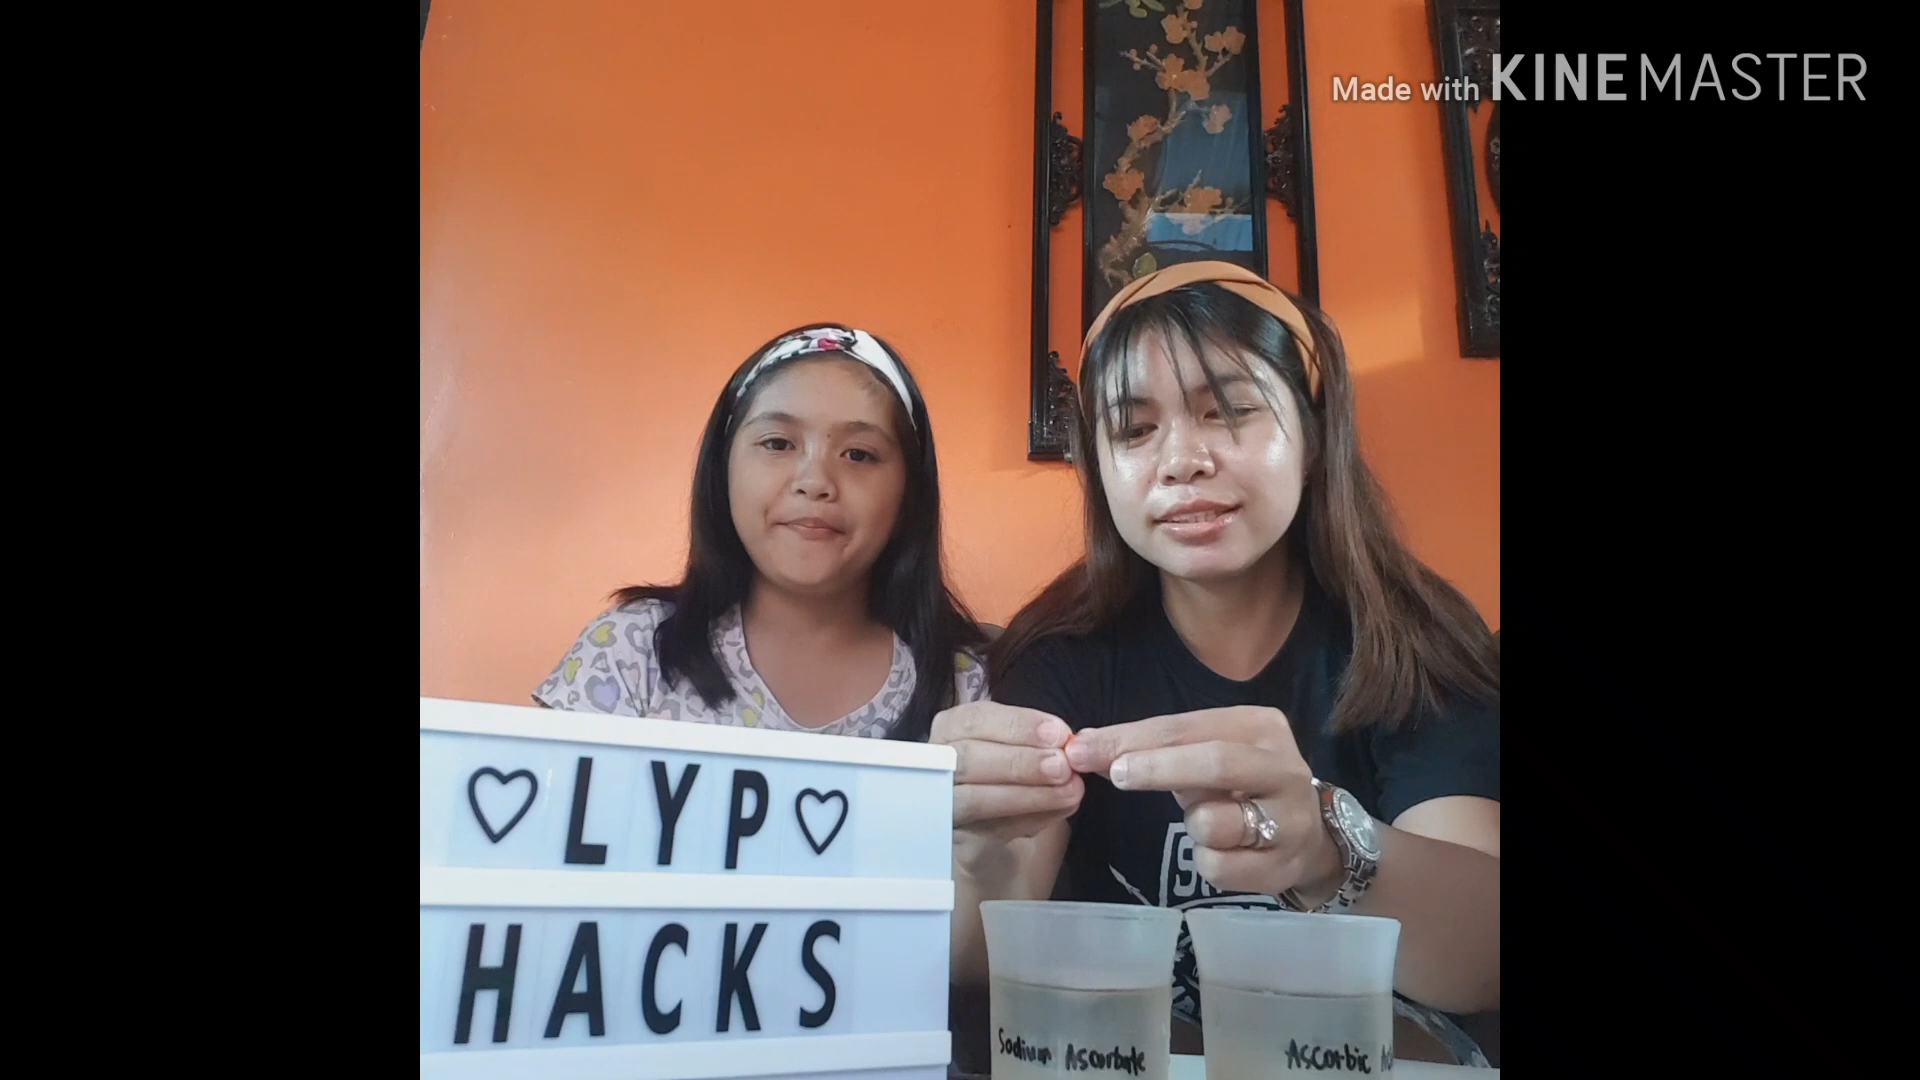 Made with KINEMASTER
♡LYP♡
HACKS
Sodium Ascorbate
Ascorbic